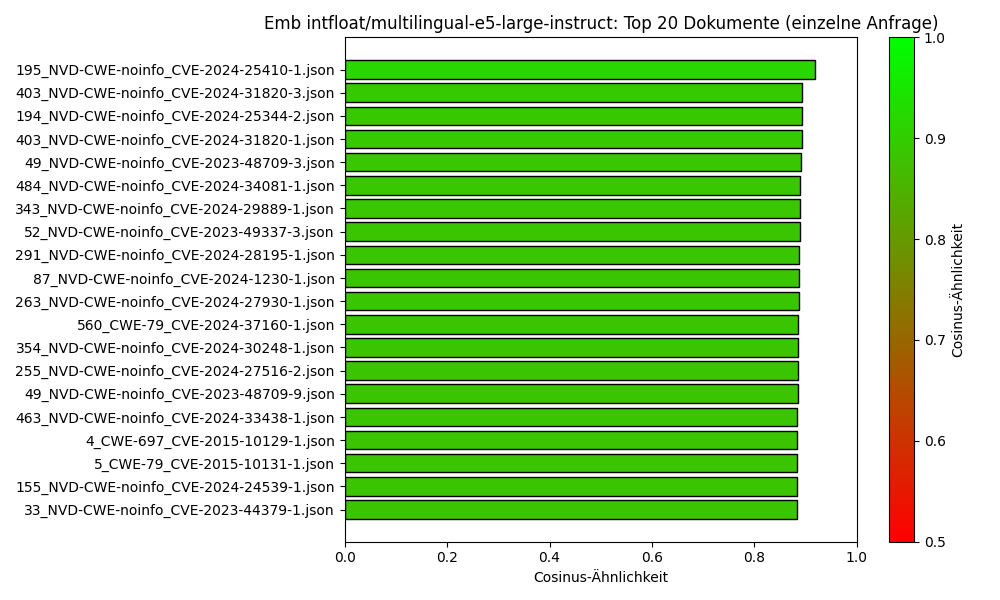 Emb intfloat/multilingual-e5-large-instruct: Top 20 Dokumente (einzelne Anfrage)
195_NVD-CWE-noinfo_CVE-2024-25410-1.json
403_NVD-CWE-noinfo_CVE-2024-31820-3.json
194_NVD-CWE-noinfo_CVE-2024-25344-2.json
403_NVD-CWE-noinfo_CVE-2024-31820-1.json
49_NVD-CWE-noinfo_CVE-2023-48709-3.json
484_NVD-CWE-noinfo_CVE-2024-34081-1.json
343_NVD-CWE-noinfo_CVE-2024-29889-1.json
52_NVD-CWE-noinfo_CVE-2023-49337-3.json
291_NVD-CWE-noinfo_CVE-2024-28195-1.json
87_NVD-CWE-noinfo_CVE-2024-1230-1.json
263_NVD-CWE-noinfo_CVE-2024-27930-1.json
560_CWE-79_CVE-2024-37160-1.json
354_NVD-CWE-noinfo_CVE-2024-30248-1.json
255_NVD-CWE-noinfo_CVE-2024-27516-2.json
49_NVD-CWE-noinfo_CVE-2023-48709-9.json
463_NVD-CWE-noinfo_CVE-2024-33438-1.json
4_CWE-697_CVE-2015-10129-1.json
5_CWE-79_CVE-2015-10131-1.json
155_NVD-CWE-noinfo_CVE-2024-24539-1.json
33_NVD-CWE-noinfo_CVE-2023-44379-1.json
0.0 0.2 0.4 0.6 0.8 1.0
Cosinus-Ähnlichkeit
1.0
0.9
0.8
0.7
0.6
0.5
Cosinus-Ähnlichkeit